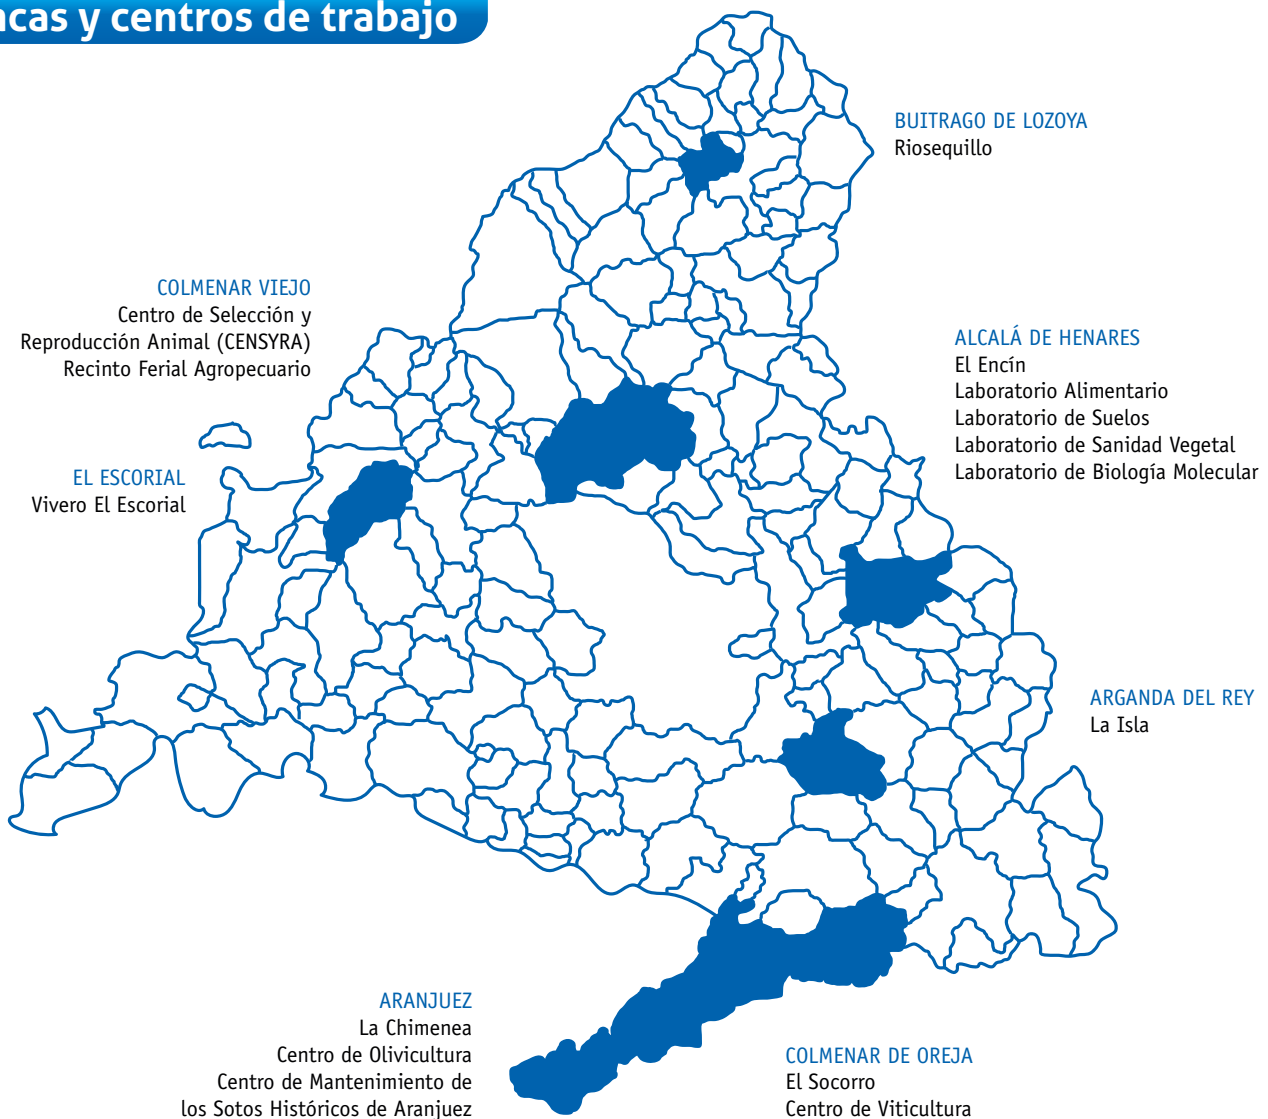 y centros de trabajo
BUITRAGO DE LOZOYA
Riosequillo
COLMENAR VIEJO
Centro de Selección y
Reproducción Animal (CENSYRA)
Recinto Ferial Agropecuario
ALCALÁ DE HENARES
El Encín
Laboratorio Alimentario
Laboratorio de Suelos
Laboratorio de Sanidad Vegetal
Laboratorio de Biología Molecular
EL ESCORIAL
Vivero El Escorial
ARGANDA DEL REY
La Isla
ARANJUEZ
La Chimenea
Centro de Olivicultura
Centro de Mantenimiento de
los Sotos Históricos de Aranjuez
COLMENAR DE OREJA
El Socorro
Centro de Viticultura